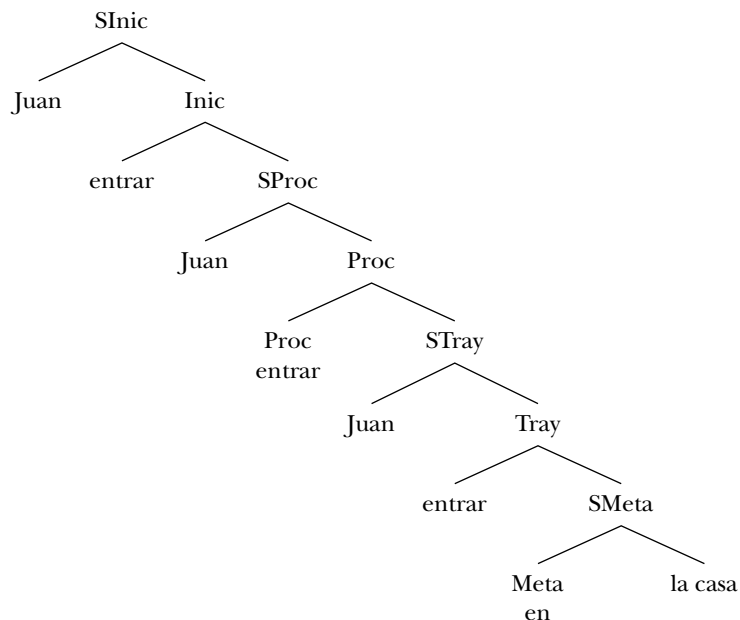 SInic
Juan Inic
entrar SProc
Juan Proc
Proc STray
entrar
Juan Tray
entrar SMeta
Meta la casa
en